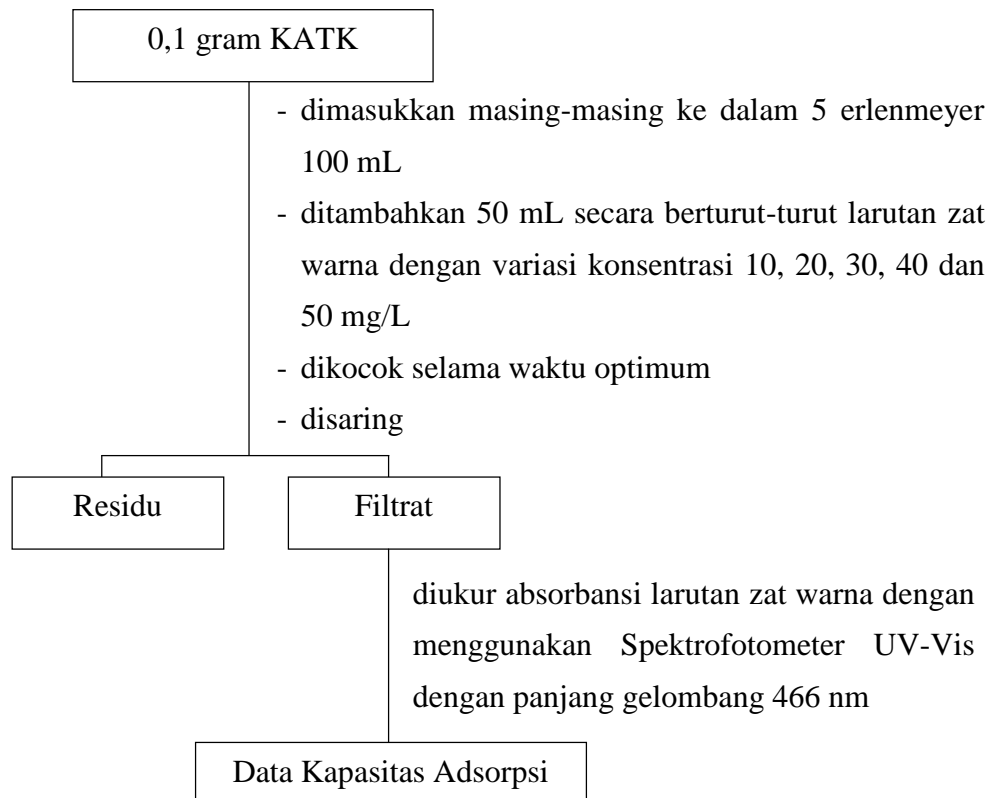 0,1 gram KATK
- dimasukkan masing-masing ke dalam 5 erlenmeyer
100 mL
- ditambahkan 50 mL secara berturut-turut larutan zat
warna dengan variasi konsentrasi 10, 20, 30, 40 dan
50 mg/L
- dikocok selama waktu optimum
- disaring
Residu
Filtrat
diukur absorbansi larutan zat warna dengan
menggunakan Spektrofotometer UV-Vis
dengan panjang gelombang 466 nm
Data Kapasitas Adsorpsi